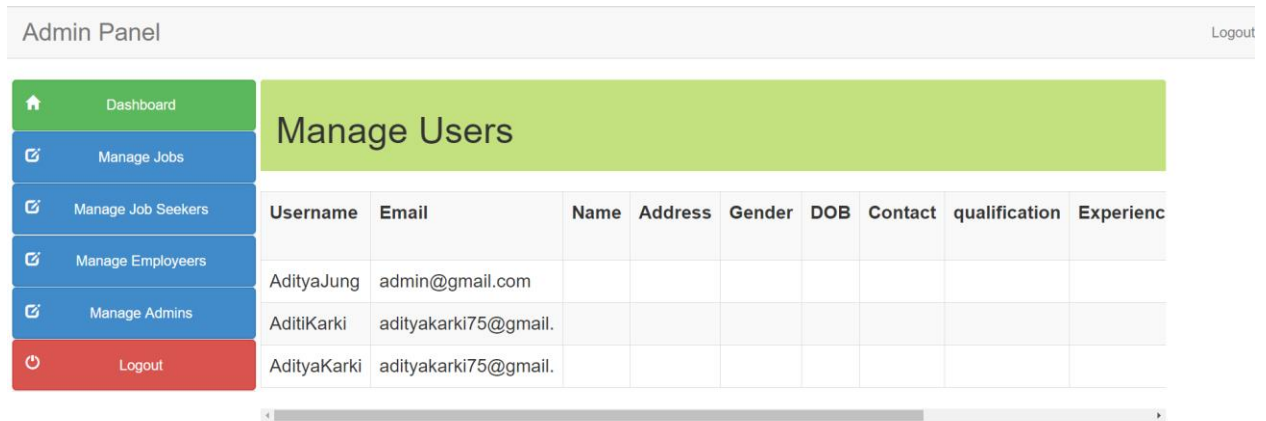 Admin Panel
Logout
Dashboard
Manage Jobs
Manage Job Seekers
Manage Employeers
Manage Admins
Logout
Manage Users
Username Email Name Address Gender DOB Contact qualification Experienc
AdityaJung admin@gmail.com
AditiKarki adityakarki75@gmail.
AdityaKarki adityakarki75@gmail.